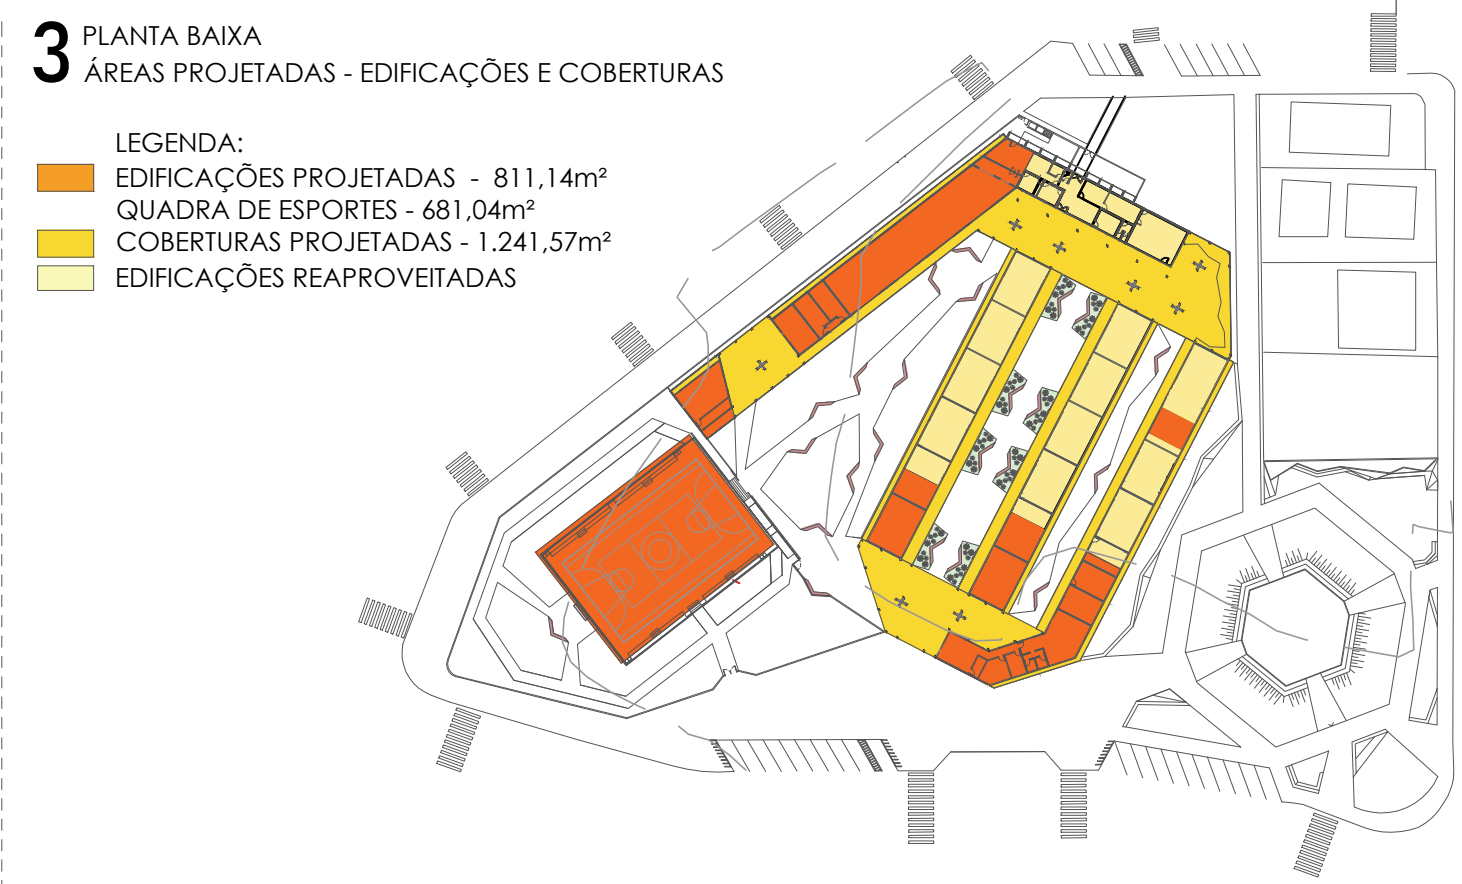 3 PLANTA BAIXA
ÁREAS PROJETADAS - EDIFICAÇÕES E COBERTURAS
LEGENDA:
EDIFICAÇÕES PROJETADAS - 811,14m²
QUADRA DE ESPORTES - 681,04m²
COBERTURAS PROJETADAS - 1.241,57m²
EDIFICAÇÕES REAPROVEITADAS